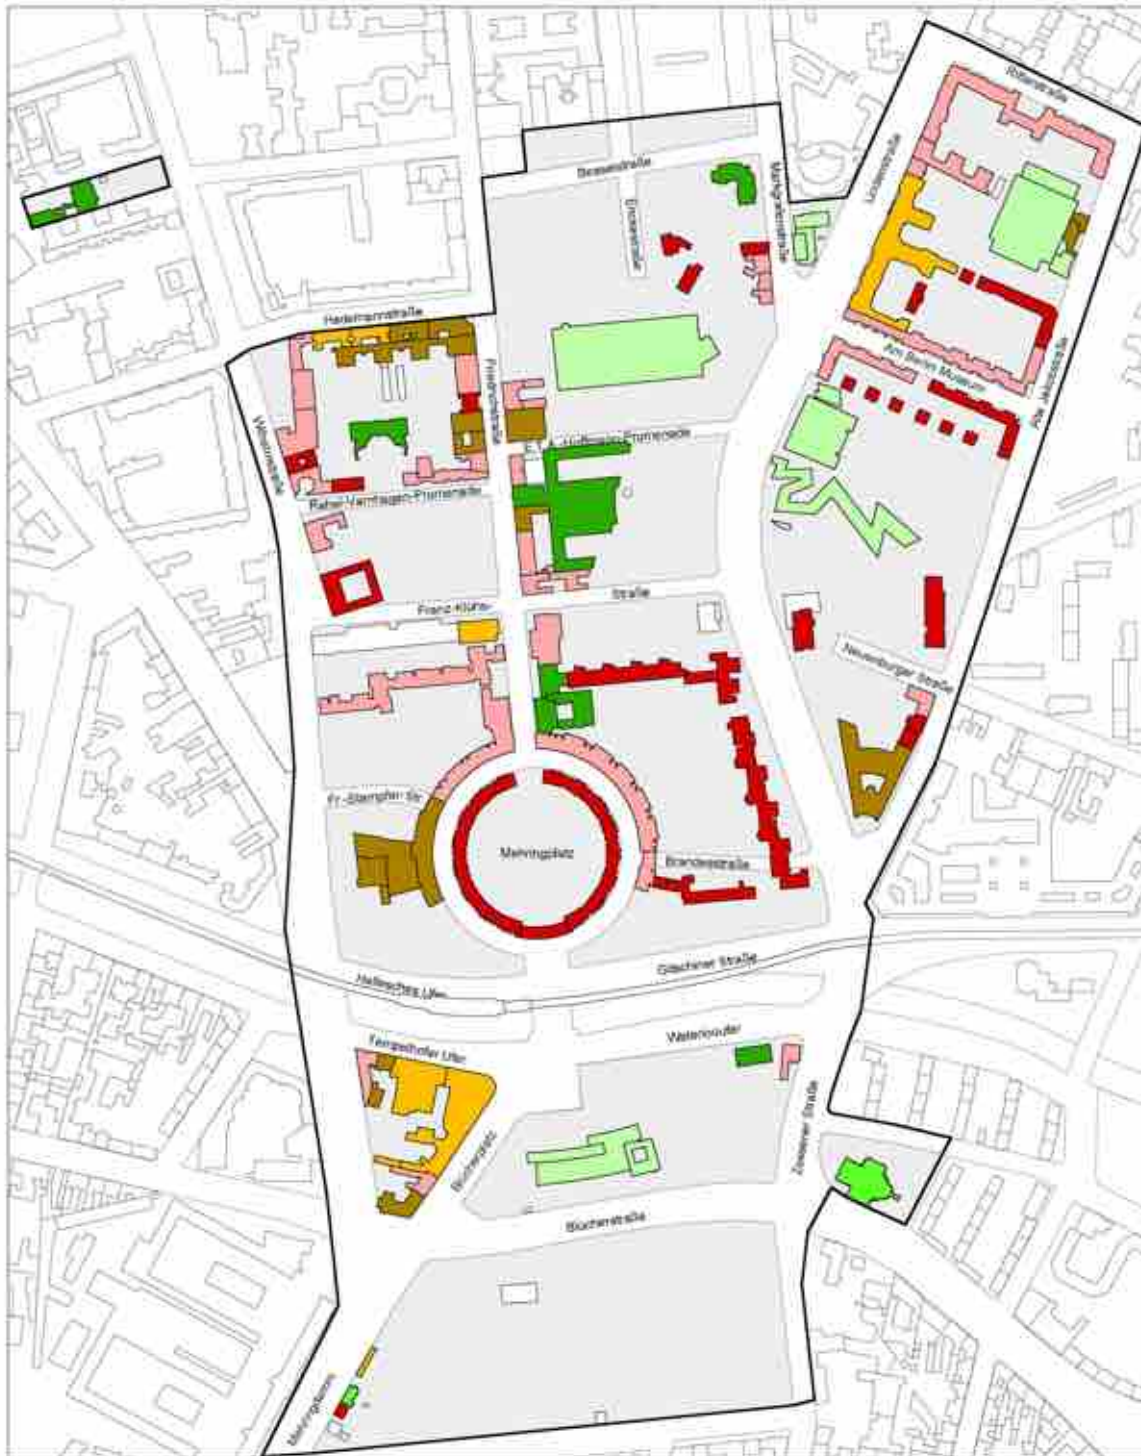 Ritterstraße
Besselstraße
Lindenstraße
Markgrafenstraße
Enckestraße
Hedemannstraße
Am Berlin Museum
Alte Jakobstraße
Friedrichstraße
Wilhelmstraße
E.T.A.-Hoffmann-Promenade
Rahel-Varnhagen-Promenade
Franz-Klühs-
Straße
Neuenburger Straße
Fr.-Stampfer-Str.
Mehringplatz
Brandesstraße
Gitschiner Straße
Hallesches Ufer
Waterlooufer
Tempelhofer Ufer
Zossener Straße
Blücherplatz
Blücherstraße
Mehringdamm